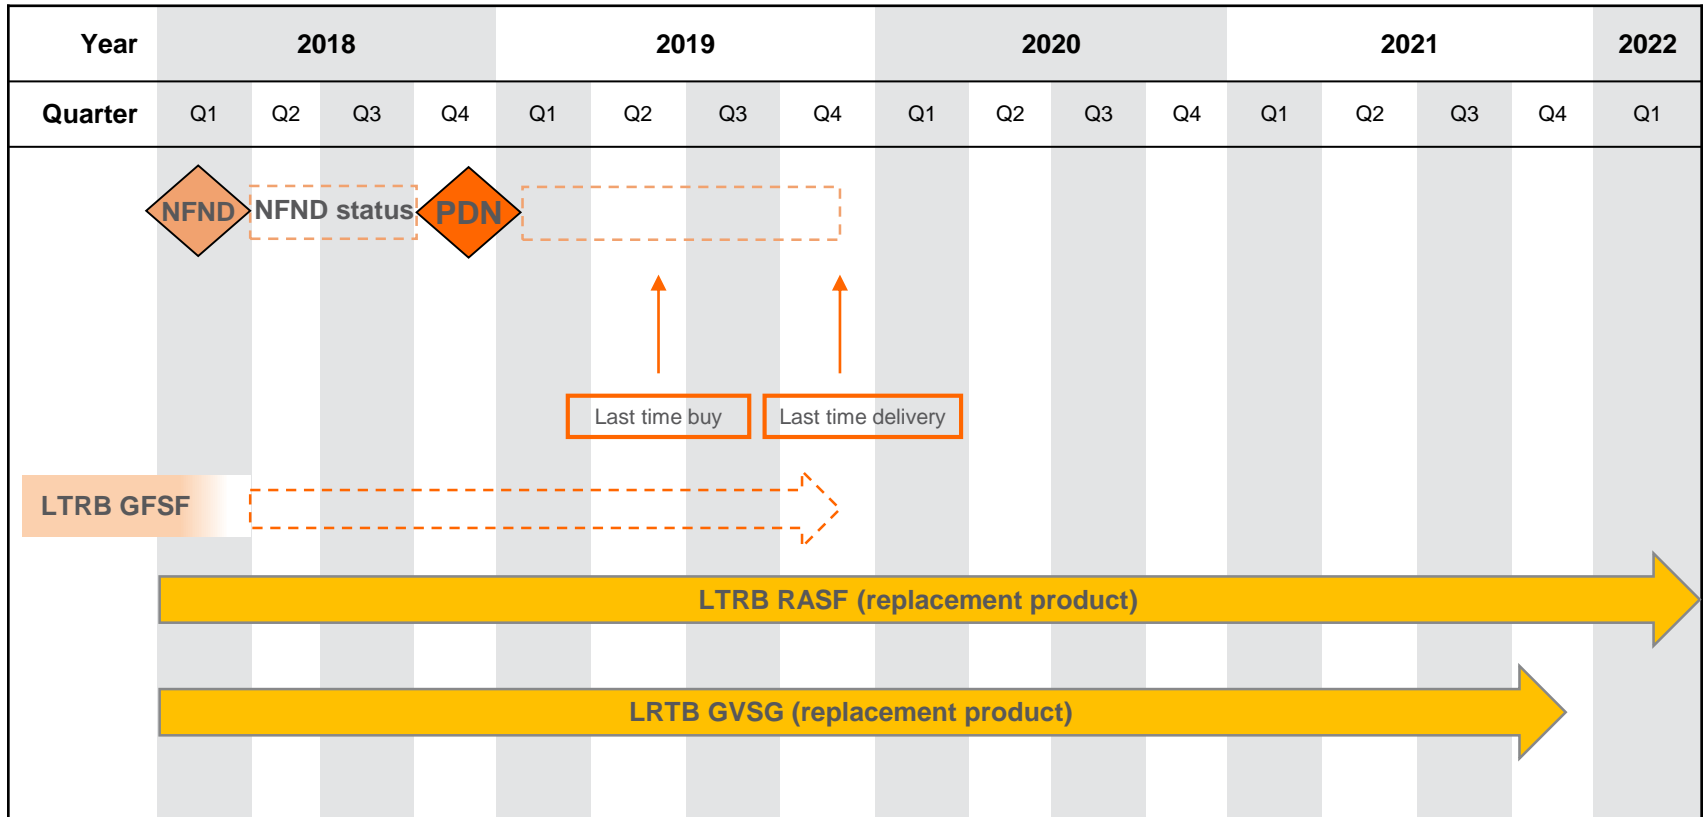 Year 2018 2019 2020 2021 2022
Quarter Q1 Q2 Q3 Q4 Q1 Q2 Q3 Q4 Q1 Q2 Q3 Q4 Q1 Q2 Q3 Q4 Q1
NFND NFND status PDN
Last time buy Last time delivery
LTRB GFSF
LTRB RASF (replacement product)
LRTB GVSG (replacement product)